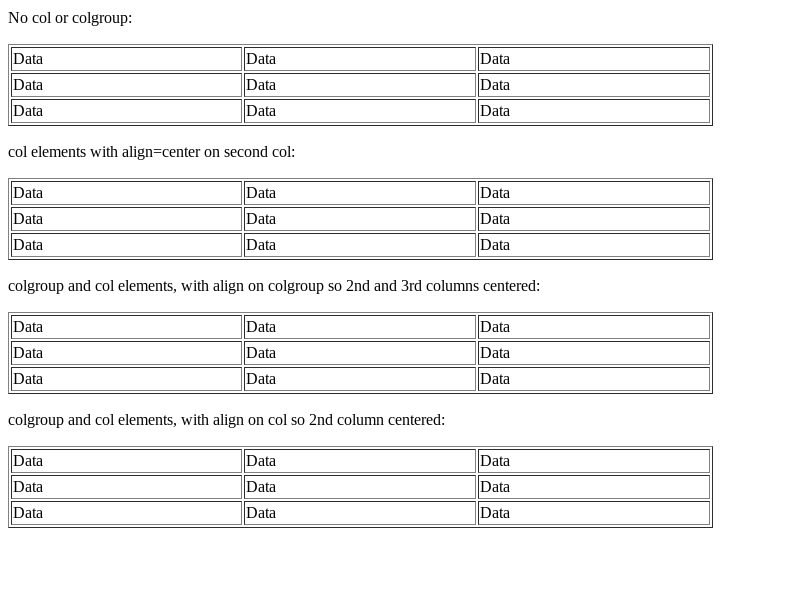 No col or colgroup:
Data Data Data
Data Data Data
Data Data Data
col elements with align=center on second col:
Data Data Data
Data Data Data
Data Data Data
colgroup and col elements, with align on colgroup so 2nd and 3rd columns centered:
Data Data Data
Data Data Data
Data Data Data
colgroup and col elements, with align on col so 2nd column centered:
Data Data Data
Data Data Data
Data Data Data